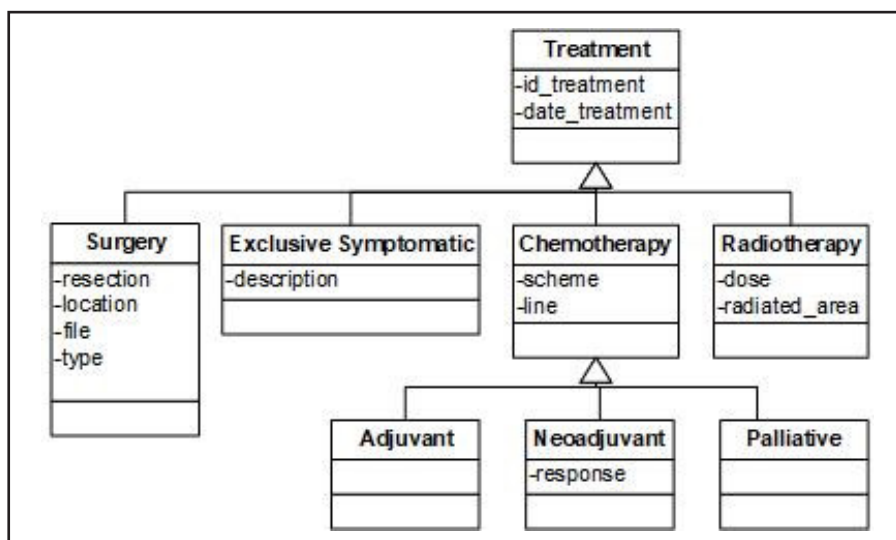 Treatment
-id_treatment
-date_treatment
Surgery
-resection
-location
-file
-type
Exclusive Symptomatic
-description
Chemotherapy
-scheme
-line
Radiotherapy
-dose
-radiated_area
Adjuvant
Neoadjuvant
-response
Palliative